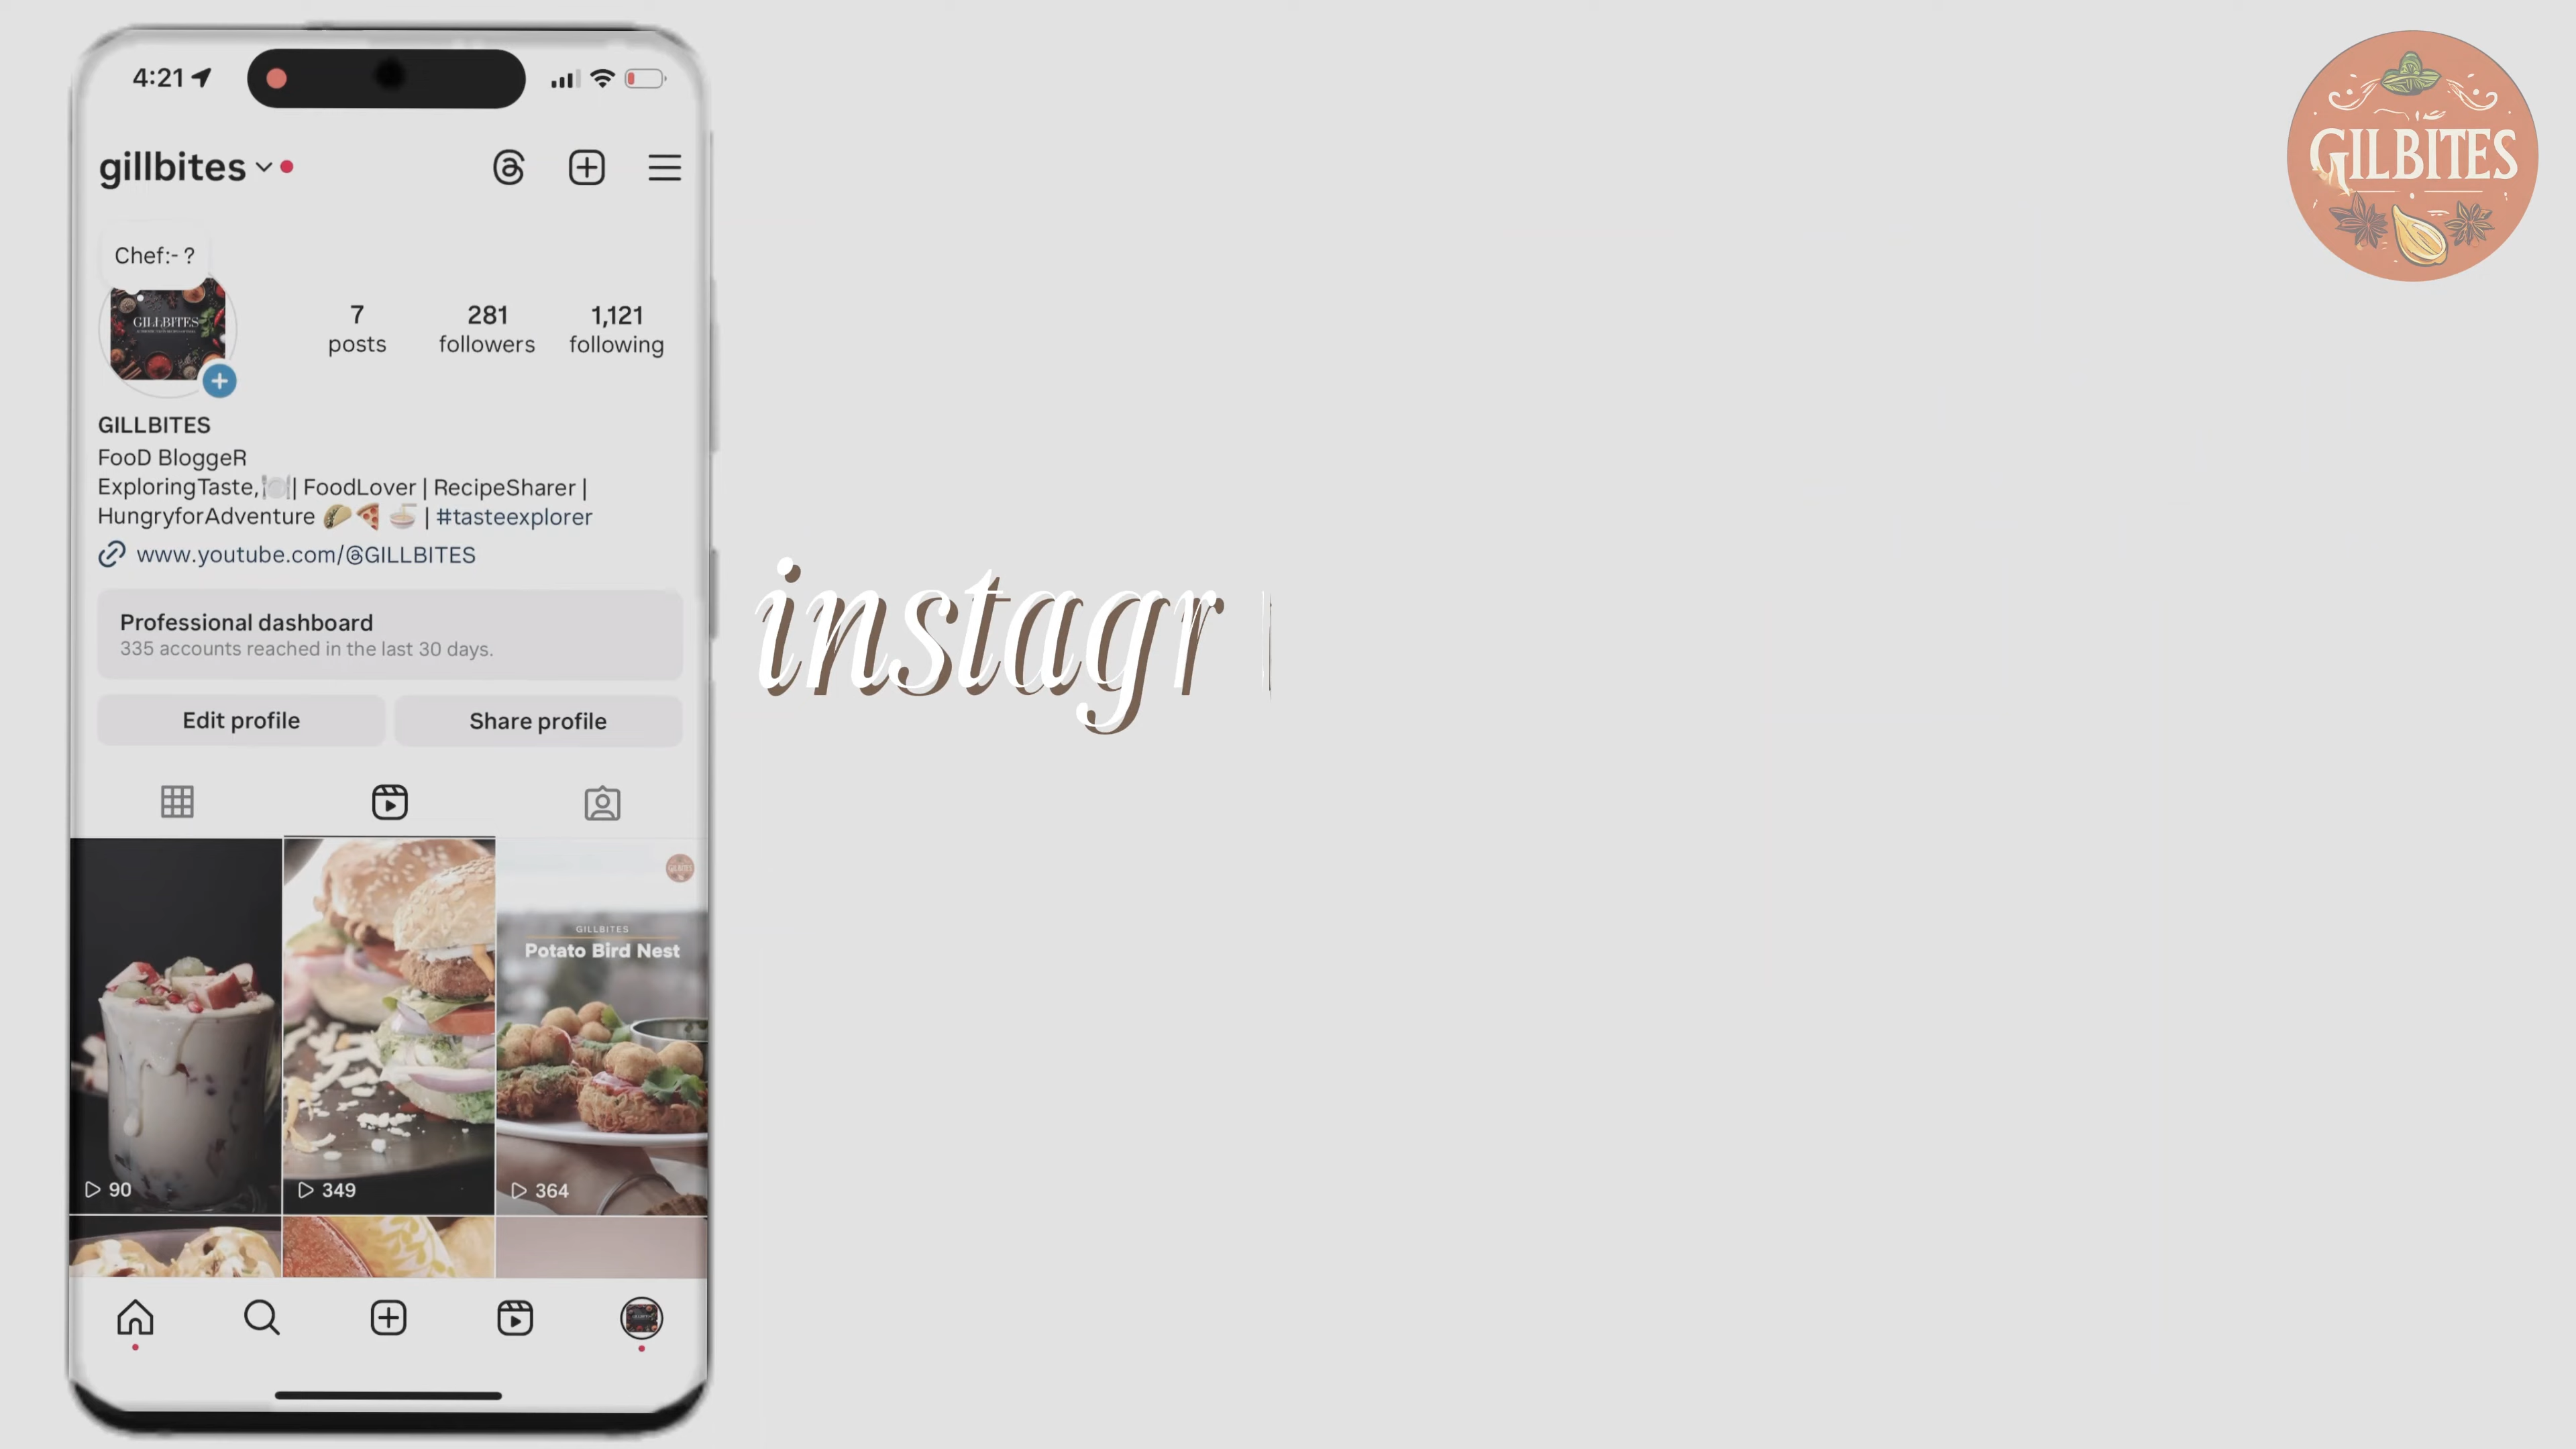 4:21
gillbites
Chef:- ?
GILLBITES
7 posts
281 followers
1,121 following
GILLBITES
FooD BloggeR
ExploringTaste,🍽️| FoodLover | RecipeSharer |
HungryforAdventure 🌮🍕 🍜 | #tasteexplorer
www.youtube.com/@GILLBITES
Professional dashboard
335 accounts reached in the last 30 days.
Edit profile
Share profile
GILLBITES
Potato Bird Nest
90
349
364
instagr
GILBITES